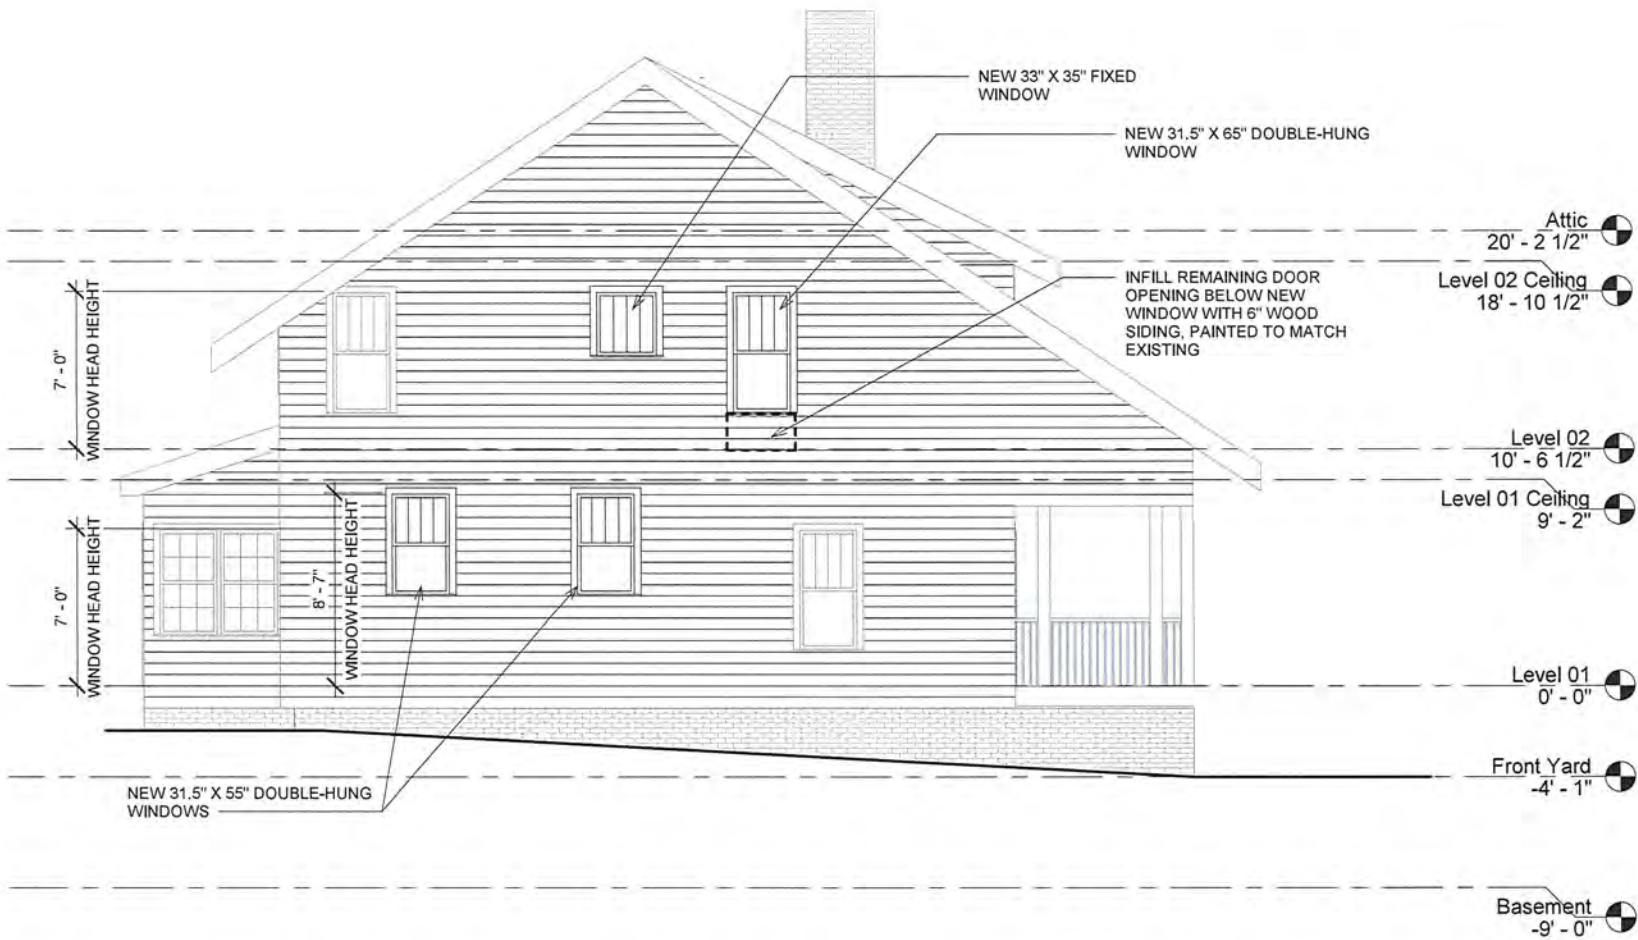 NEW 33" X 35" FIXED
WINDOW
NEW 31.5" X 65" DOUBLE-HUNG
WINDOW
Attic
20' - 2 1/2"
INFILL REMAINING DOOR
OPENING BELOW NEW
WINDOW WITH 6" WOOD
SIDING, PAINTED TO MATCH
EXISTING
Level 02 Ceiling
18' - 10 1/2"
7' - 0"
WINDOW HEAD HEIGHT
Level 02
10' - 6 1/2"
Level 01 Ceiling
9' - 2"
7' - 0"
WINDOW HEAD HEIGHT
8' - 7"
WINDOW HEAD HEIGHT
Level 01
0' - 0"
Front Yard
-4' - 1"
NEW 31.5" X 55" DOUBLE-HUNG
WINDOWS
Basement
-9' - 0"